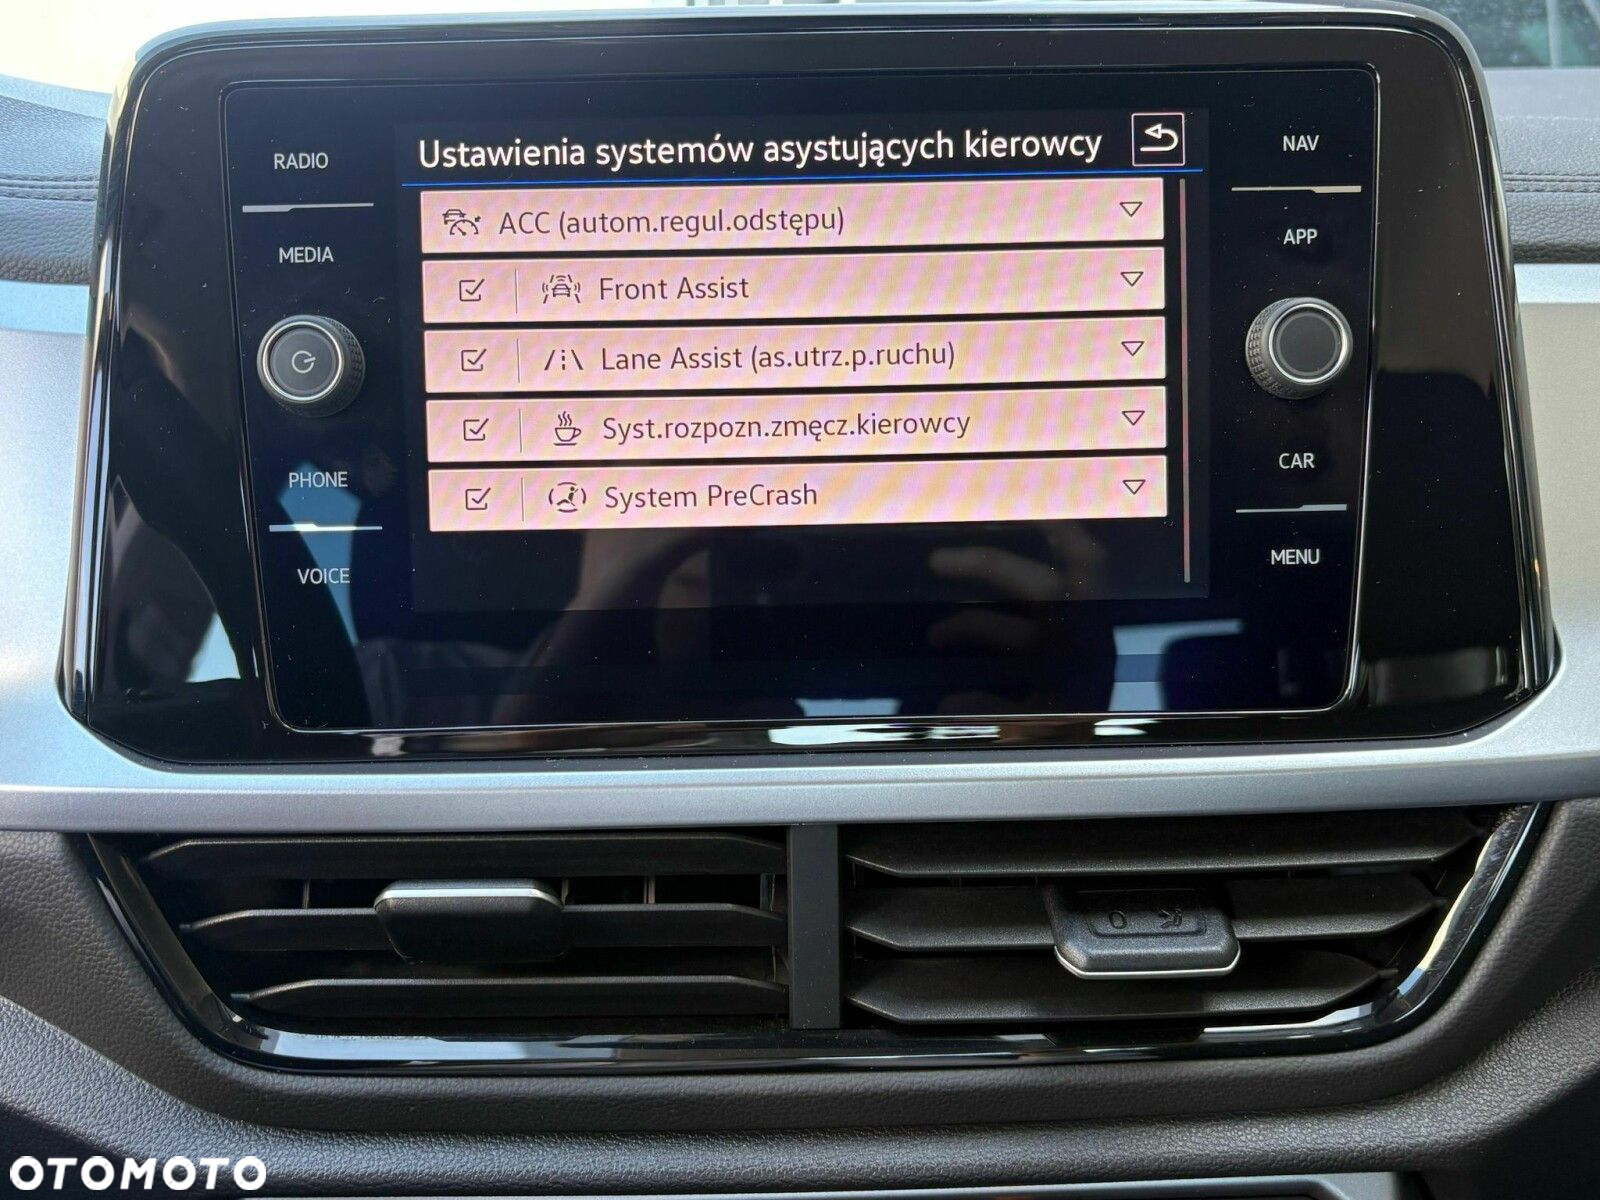 RADIO
MEDIA
PHONE
VOICE
Ustawienia systemów asystujących kierowcy
ACC (autom.regul.odstępu)
Front Assist
Lane Assist (as.utrz.p.ruchu)
Syst.rozpozn.zmęcz.kierowcy
System PreCrash
NAV
APP
CAR
MENU
0
OTOMOTO